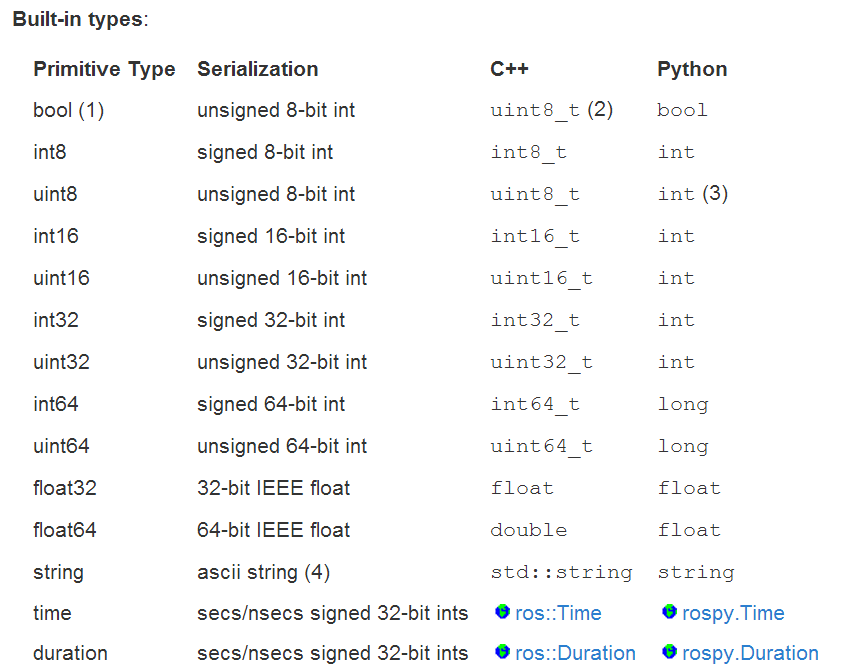 Built-in types:
Primitive Type Serialization C++ Python
bool (1) unsigned 8-bit int uint8_t (2) bool
int8 signed 8-bit int int8_t int
uint8 unsigned 8-bit int uint8_t int (3)
int16 signed 16-bit int int16_t int
uint16 unsigned 16-bit int uint16_t int
int32 signed 32-bit int int32_t int
uint32 unsigned 32-bit int uint32_t int
int64 signed 64-bit int int64_t long
uint64 unsigned 64-bit int uint64_t long
float32 32-bit IEEE float float float
float64 64-bit IEEE float double float
string ascii string (4) std::string string
time secs/nsecs signed 32-bit ints ros::Time rospy.Time
duration secs/nsecs signed 32-bit ints ros::Duration rospy.Duration